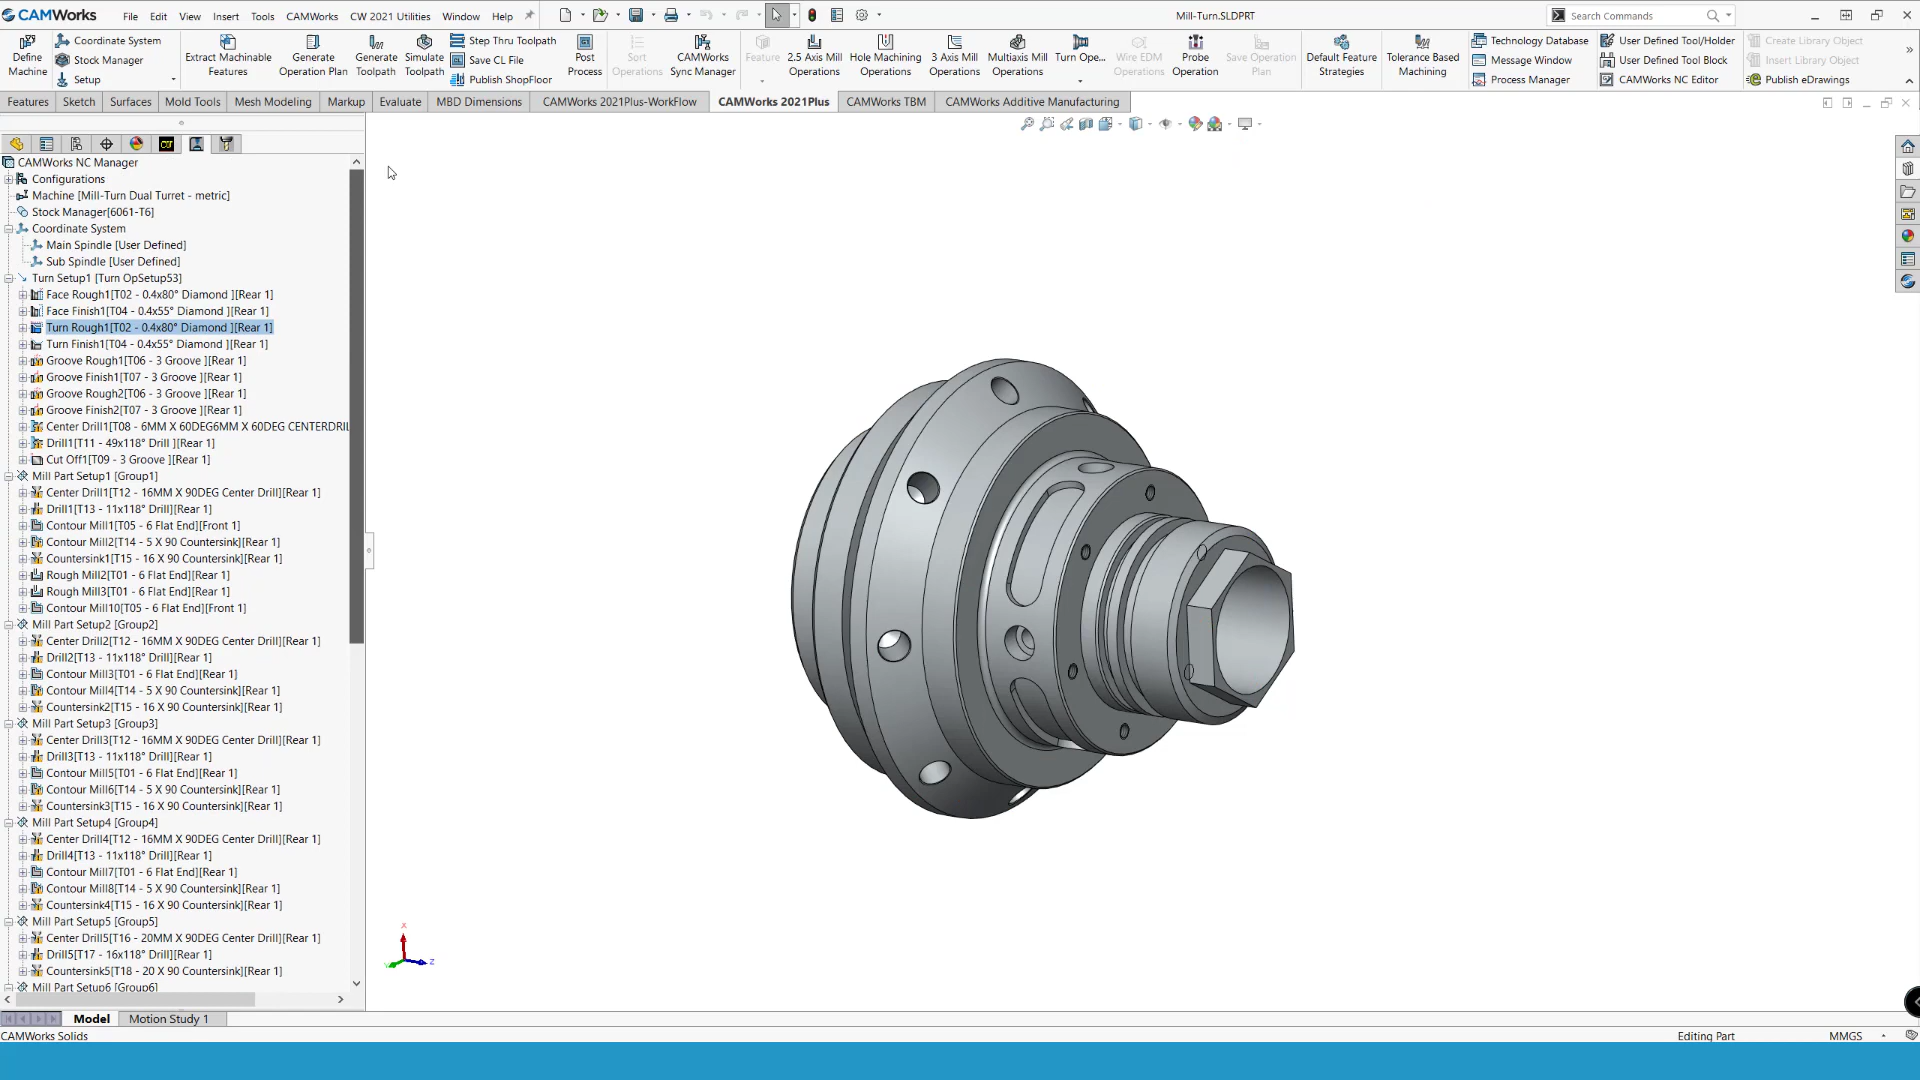 CAMWorks File Edit View Insert Tools CAMWorks CW 2021 Utilities Window Help Mill-Turn.SLDPRT Search Commands
Define Machine
Coordinate System
Stock Manager
Setup
Extract Machinable Features
Generate Operation Plan
Generate Toolpath
Simulate Toolpath
Step Thru Toolpath
Save CL File
Publish ShopFloor
Post Process
Sort Operations
CAMWorks Sync Manager
Feature
2.5 Axis Mill Operations
Hole Machining Operations
3 Axis Mill Operations
Multiaxis Mill Operations
Turn Ope...
Wire EDM Operations
Probe Operation
Save Operation Plan
Default Feature Strategies
Tolerance Based Machining
Technology Database
Message Window
Process Manager
User Defined Tool/Holder
User Defined Tool Block
CAMWorks NC Editor
Create Library Object
Insert Library Object
Publish eDrawings
Features Sketch Surfaces Mold Tools Mesh Modeling Markup Evaluate MBD Dimensions CAMWorks 2021Plus-WorkFlow CAMWorks 2021Plus CAMWorks TBM CAMWorks Additive Manufacturing
CAMWorks NC Manager
Configurations
Machine [Mill-Turn Dual Turret - metric]
Stock Manager[6061-T6]
Coordinate System
Main Spindle [User Defined]
Sub Spindle [User Defined]
Turn Setup1 [Turn OpSetup53]
Face Rough1[T02 - 0.4x80° Diamond ][Rear 1]
Face Finish1[T04 - 0.4x55° Diamond ][Rear 1]
Turn Rough1[T02 - 0.4x80° Diamond ][Rear 1]
Turn Finish1[T04 - 0.4x55° Diamond ][Rear 1]
Groove Rough1[T06 - 3 Groove ][Rear 1]
Groove Finish1[T07 - 3 Groove ][Rear 1]
Groove Rough2[T06 - 3 Groove ][Rear 1]
Groove Finish2[T07 - 3 Groove ][Rear 1]
Center Drill1[T08 - 6MM X 60DEG6MM X 60DEG CENTERDRIL
Drill1[T11 - 49x118° Drill ][Rear 1]
Cut Off1[T09 - 3 Groove ][Rear 1]
Mill Part Setup1 [Group1]
Center Drill1[T12 - 16MM X 90DEG Center Drill][Rear 1]
Drill1[T13 - 11x118° Drill][Rear 1]
Contour Mill1[T05 - 6 Flat End][Front 1]
Contour Mill2[T14 - 5 X 90 Countersink][Rear 1]
Countersink1[T15 - 16 X 90 Countersink][Rear 1]
Rough Mill2[T01 - 6 Flat End][Rear 1]
Rough Mill3[T01 - 6 Flat End][Rear 1]
Contour Mill10[T05 - 6 Flat End][Front 1]
Mill Part Setup2 [Group2]
Center Drill2[T12 - 16MM X 90DEG Center Drill][Rear 1]
Drill2[T13 - 11x118° Drill][Rear 1]
Contour Mill3[T01 - 6 Flat End][Rear 1]
Contour Mill4[T14 - 5 X 90 Countersink][Rear 1]
Countersink2[T15 - 16 X 90 Countersink][Rear 1]
Mill Part Setup3 [Group3]
Center Drill3[T12 - 16MM X 90DEG Center Drill][Rear 1]
Drill3[T13 - 11x118° Drill][Rear 1]
Contour Mill5[T01 - 6 Flat End][Rear 1]
Contour Mill6[T14 - 5 X 90 Countersink][Rear 1]
Countersink3[T15 - 16 X 90 Countersink][Rear 1]
Mill Part Setup4 [Group4]
Center Drill4[T12 - 16MM X 90DEG Center Drill][Rear 1]
Drill4[T13 - 11x118° Drill][Rear 1]
Contour Mill7[T01 - 6 Flat End][Rear 1]
Contour Mill8[T14 - 5 X 90 Countersink][Rear 1]
Countersink4[T15 - 16 X 90 Countersink][Rear 1]
Mill Part Setup5 [Group5]
Center Drill5[T16 - 20MM X 90DEG Center Drill][Rear 1]
Drill5[T17 - 16x118° Drill][Rear 1]
Countersink5[T18 - 20 X 90 Countersink][Rear 1]
Mill Part Setup6 [Group6]
X
Y
Z
Model Motion Study 1
CAMWorks Solids Editing Part MMGS